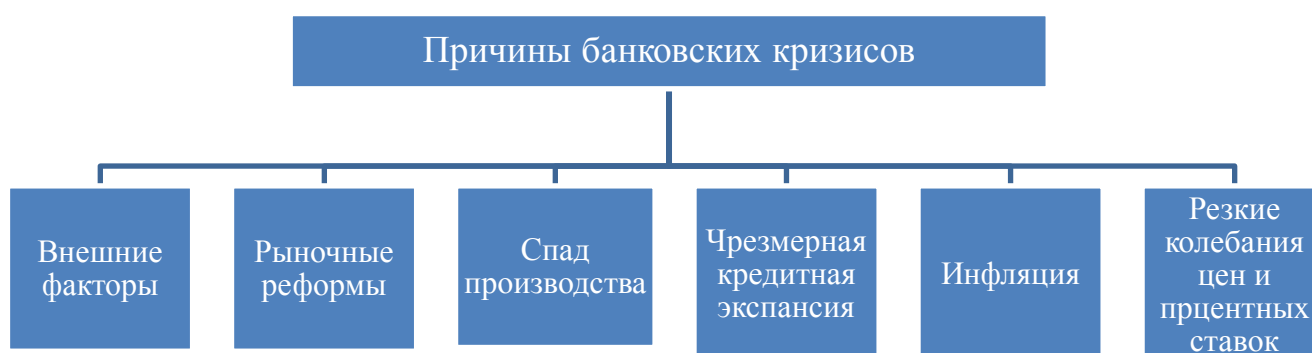 Причины банковских кризисов
Внешние
факторы
Рыночные
реформы
Спад
производства
Чрезмерная
кредитная
экспансия
Инфляция
Резкие
колебания
цен и
прцентных
ставок